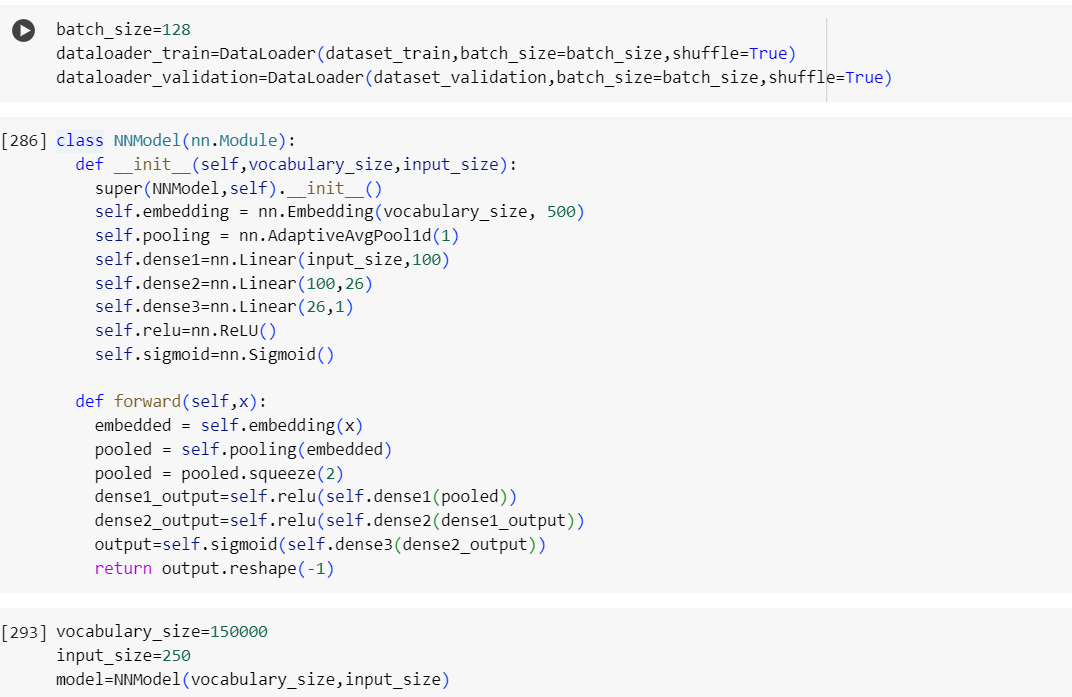 batch_size=128
dataloader_train=DataLoader(dataset_train,batch_size=batch_size,shuffle=True)
dataloader_validation=DataLoader(dataset_validation,batch_size=batch_size,shuffle=True)
[286] class NNModel(nn.Module):
def __init__(self,vocabulary_size,input_size):
super(NNModel,self).__init__()
self.embedding = nn.Embedding(vocabulary_size, 500)
self.pooling = nn.AdaptiveAvgPool1d(1)
self.dense1=nn.Linear(input_size,100)
self.dense2=nn.Linear(100,26)
self.dense3=nn.Linear(26,1)
self.relu=nn.ReLU()
self.sigmoid=nn.Sigmoid()
def forward(self,x):
embedded = self.embedding(x)
pooled = self.pooling(embedded)
pooled = pooled.squeeze(2)
dense1_output=self.relu(self.dense1(pooled))
dense2_output=self.relu(self.dense2(dense1_output))
output=self.sigmoid(self.dense3(dense2_output))
return output.reshape(-1)
[293] vocabulary_size=150000
input_size=250
model=NNModel(vocabulary_size,input_size)